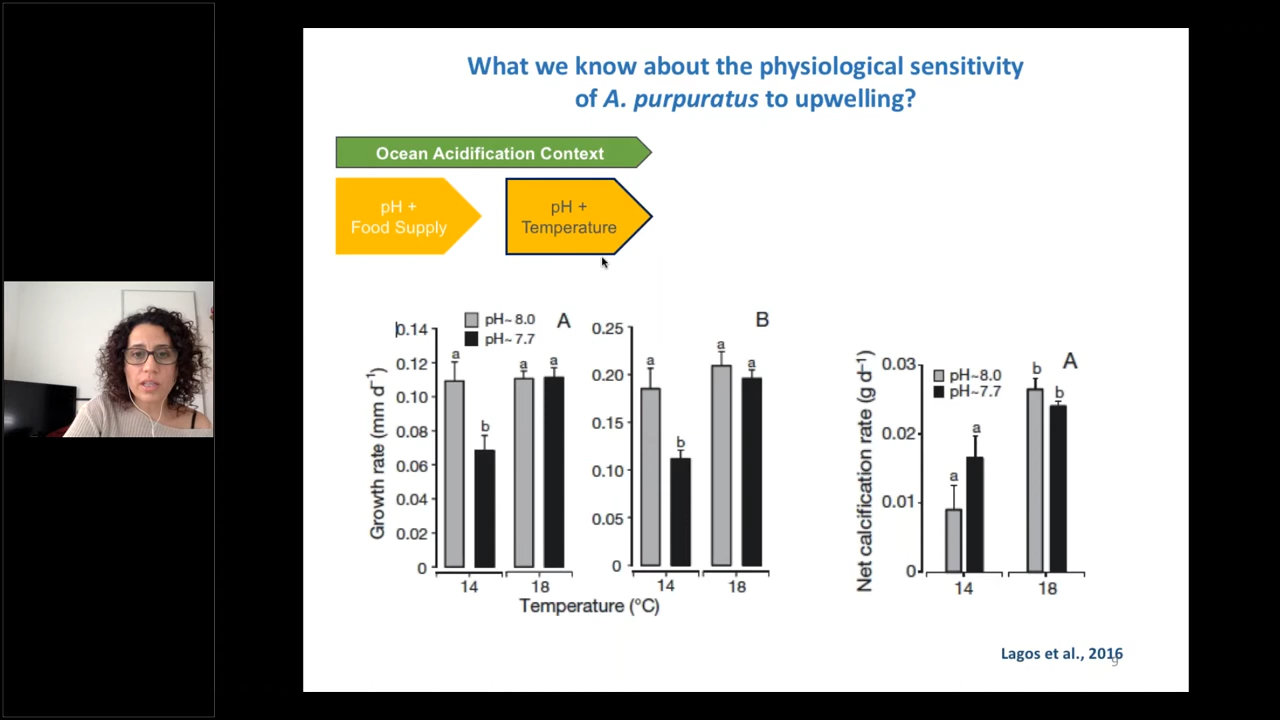 What we know about the physiological sensitivity
of A. purpuratus to upwelling?
Ocean Acidification Context
pH +
Food Supply
pH +
Temperature
Growth rate (mm d⁻¹)
0.14
0.12
0.10
0.08
0.06
0.04
0.02
0
pH~8.0
pH~7.7
A
a
b
a
a
14
18
0.25
0.20
0.15
0.10
0.05
0
B
a
b
a
a
14
18
Temperature (°C)
Net calcification rate (g d⁻¹)
0.03
0.02
0.01
0
pH~8.0
pH~7.7
A
a
a
b
b
14
18
Lagos et al., 2016
9